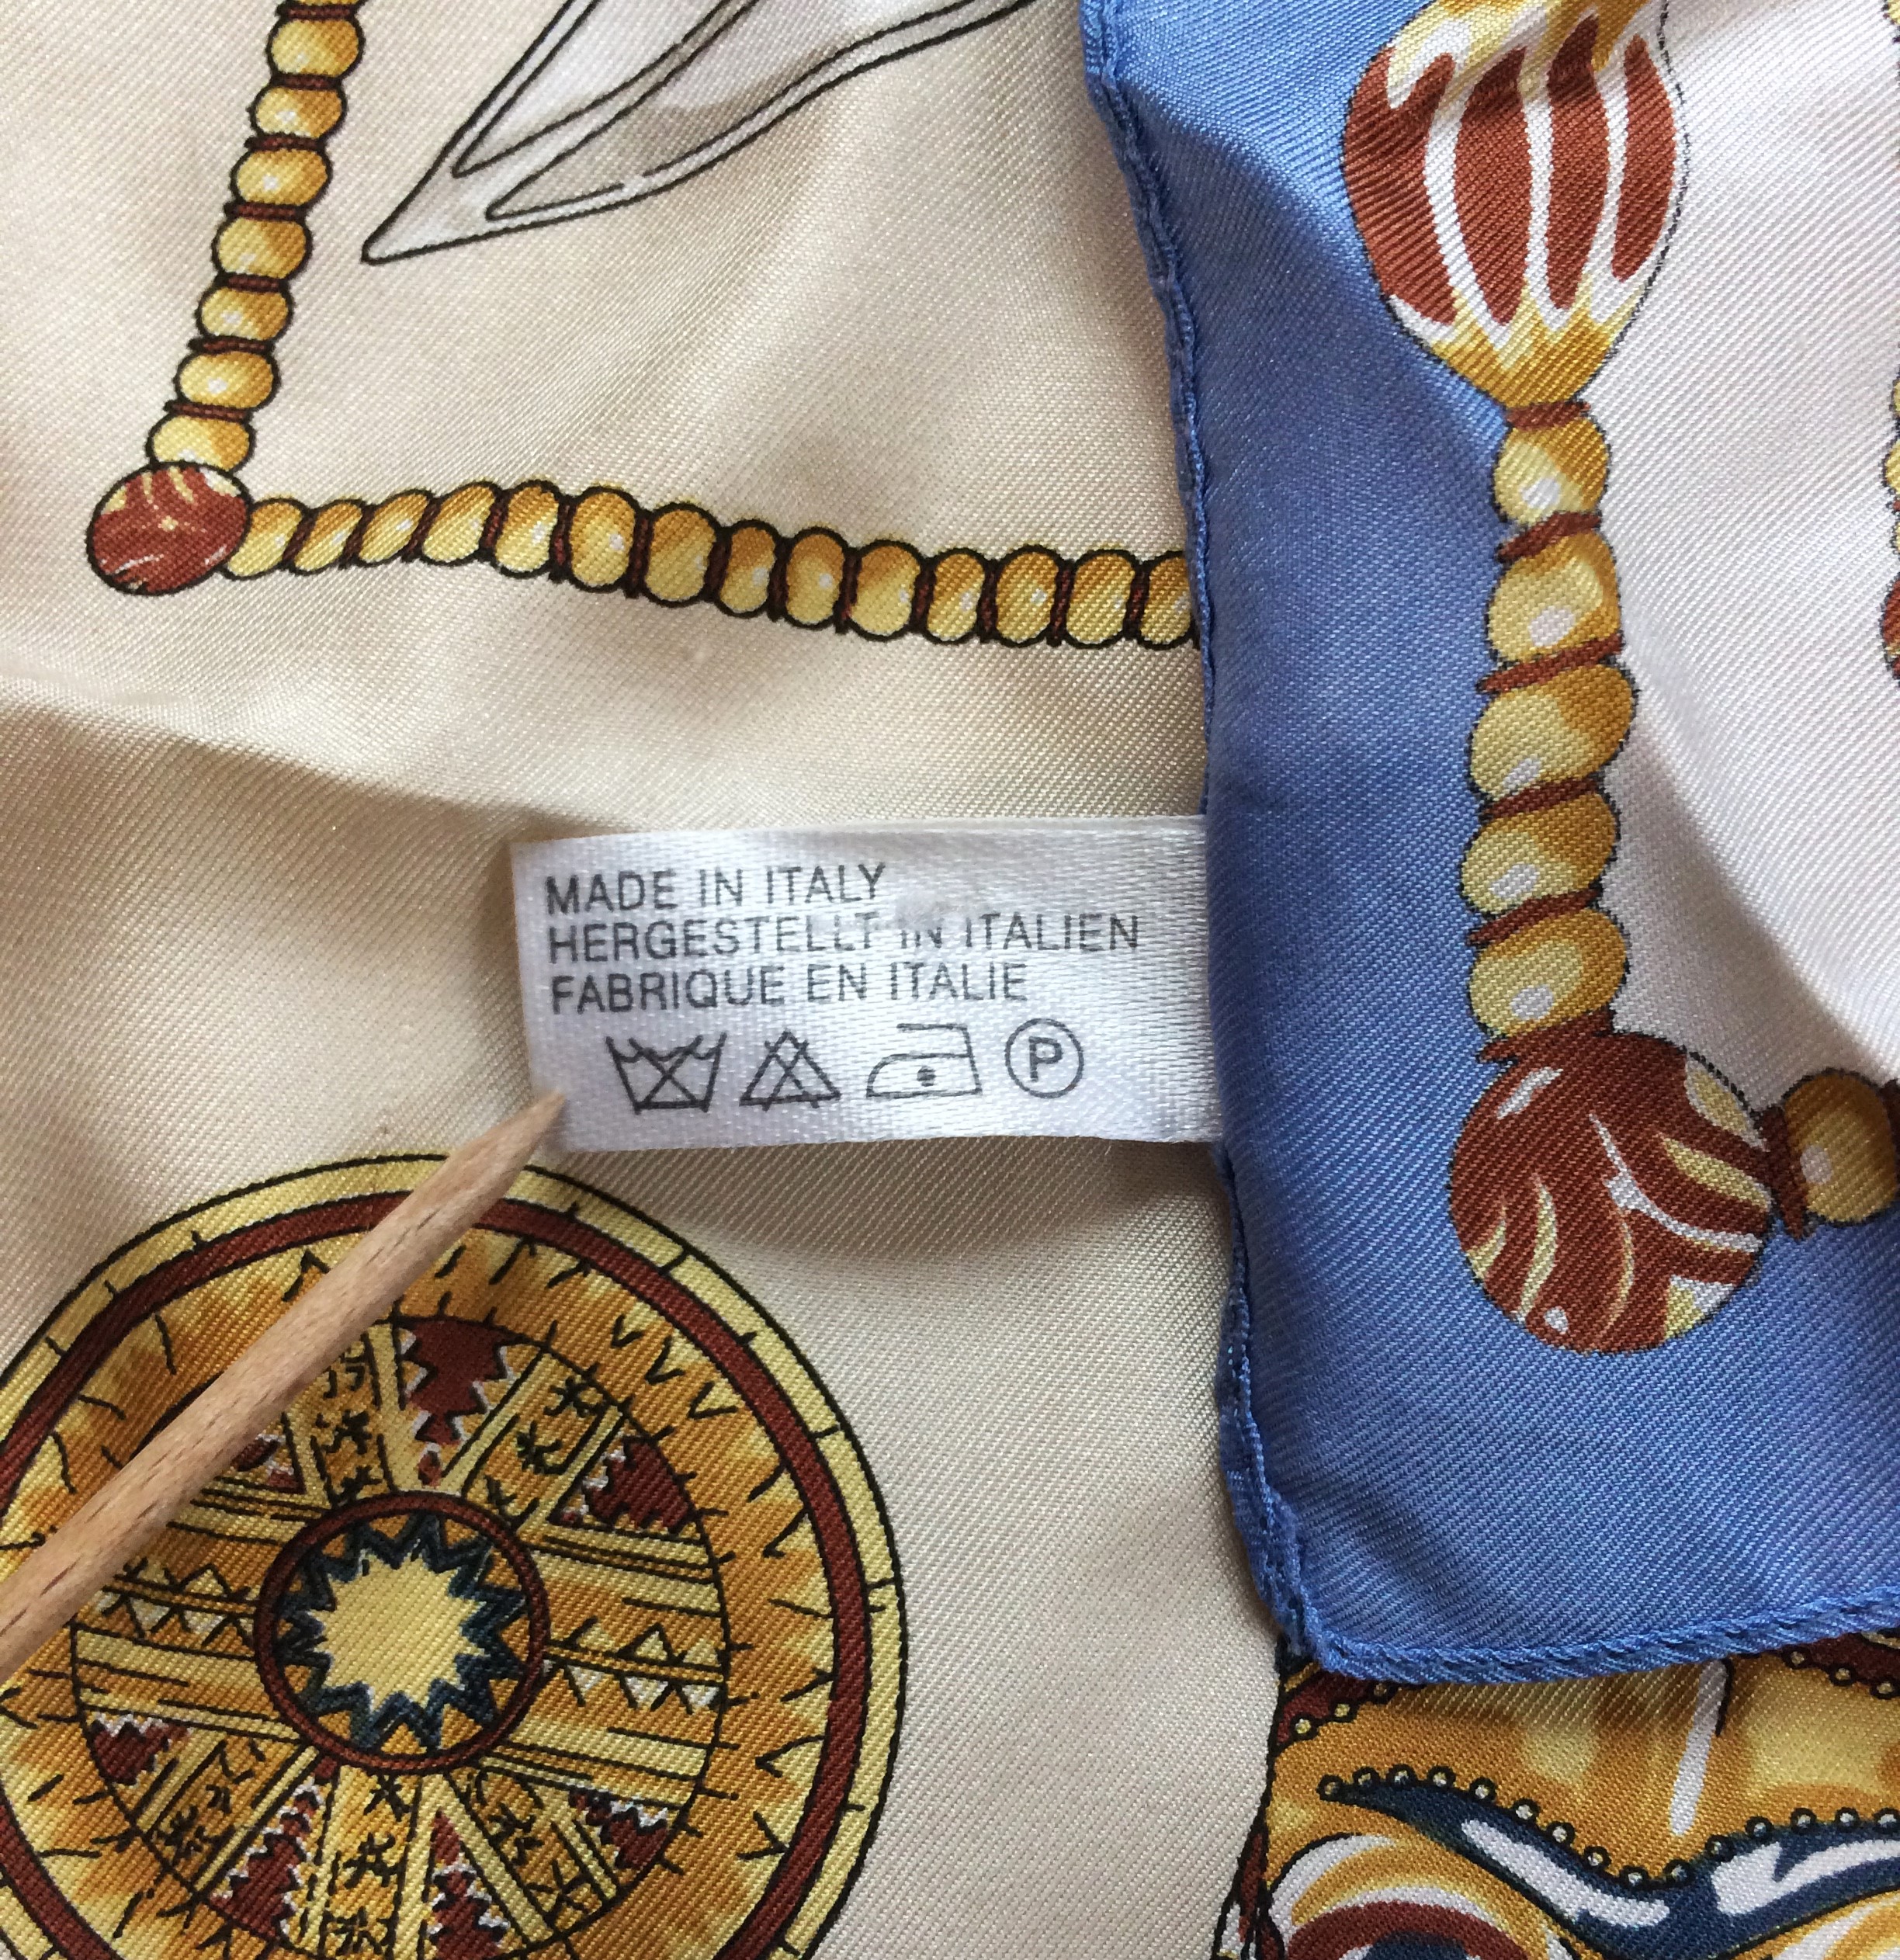 MADE IN ITALY
HERGESTELLT IN ITALIEN
FABRIQUE EN ITALIE
P